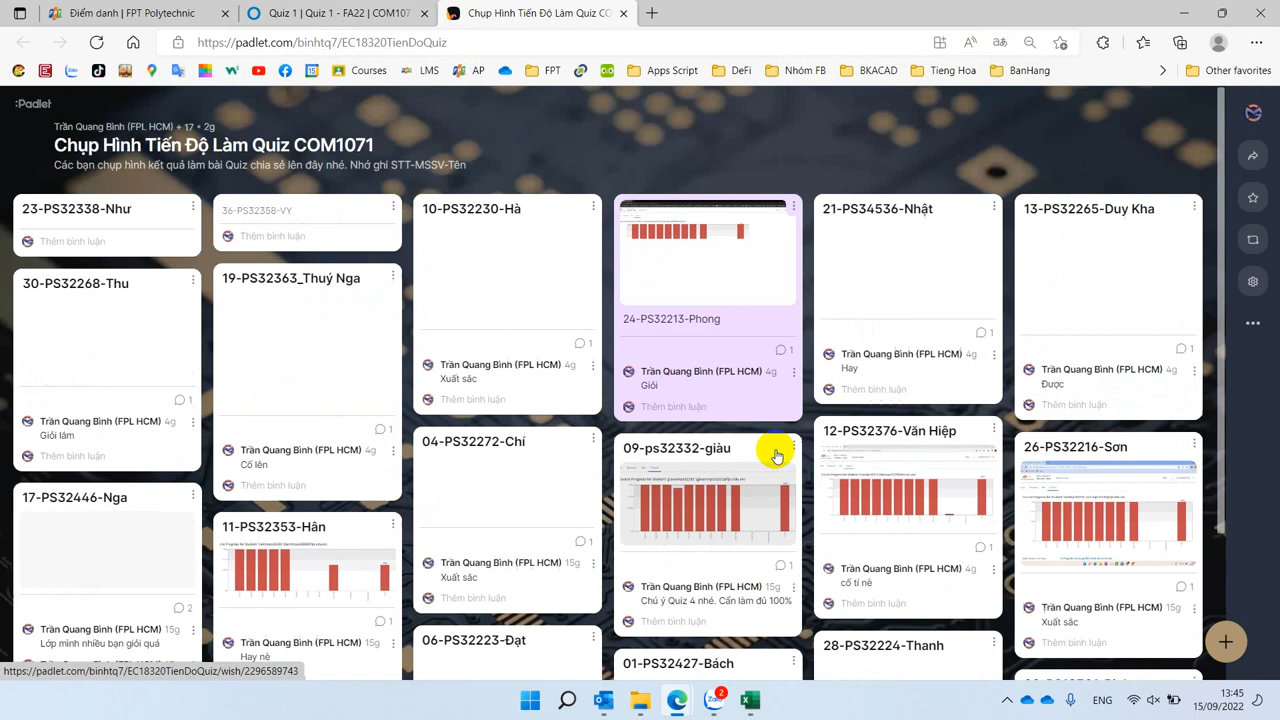 Điểm danh | FPT Polytechnic
Quiz 1 | Quiz 1 - FA22 | COM107
Chụp Hình Tiến Độ Làm Quiz CO
https://padlet.com/binhtq7/EC18320TienDoQuiz
Courses
LMS
AP
FPT
Apps Script
DeFi
Nhóm FB
BKACAD
Tieng Hoa
BanHang
Other favorites
:Padlet
Trần Quang Bình (FPL HCM) + 17 • 2g
Chụp Hình Tiến Độ Làm Quiz COM1071
Các bạn chụp hình kết quả làm bài Quiz chia sẻ lên đây nhé. Nhớ ghi STT-MSSV-Tên
23-PS32338-Như
Thêm bình luận
30-PS32268-Thu
1
Trần Quang Bình (FPL HCM) 4g
Giỏi lắm
Thêm bình luận
17-PS32446-Nga
2
Trần Quang Bình (FPL HCM) 15g
Lớp mình nhiều bạn giỏi quá
36-PS32358-VY
Thêm bình luận
19-PS32363_Thuý Nga
1
Trần Quang Bình (FPL HCM) 4g
Cố lên
Thêm bình luận
11-PS32353-Hân
1
Trần Quang Bình (FPL HCM) 15g
Hay nè
10-PS32230-Hà
1
Trần Quang Bình (FPL HCM) 4g
Xuất sắc
Thêm bình luận
04-PS32272-Chí
1
Trần Quang Bình (FPL HCM) 15g
Xuất sắc
Thêm bình luận
06-PS32223-Đạt
24-PS32213-Phong
1
Trần Quang Bình (FPL HCM) 4g
Giỏi
Thêm bình luận
09-ps32332-giàu
1
Trần Quang Bình (FPL HCM) 15g
Chú ý Quiz 4 nhé. Cần làm đủ 100%
Thêm bình luận
01-PS32427-Bách
21-PS34536-Nhật
1
Trần Quang Bình (FPL HCM) 4g
Hay
Thêm bình luận
12-PS32376-Văn Hiệp
1
Trần Quang Bình (FPL HCM) 4g
cố tí nè
Thêm bình luận
28-PS32224-Thanh
13-PS32265-Duy Kha
1
Trần Quang Bình (FPL HCM) 4g
Được
Thêm bình luận
26-PS32216-Sơn
1
Trần Quang Bình (FPL HCM) 15g
Xuất sắc
Thêm bình luận
https://padlet.com/binhtq7/EC18320TienDoQuiz/wish/2296589743
2
ENG
13:45
15/09/2022